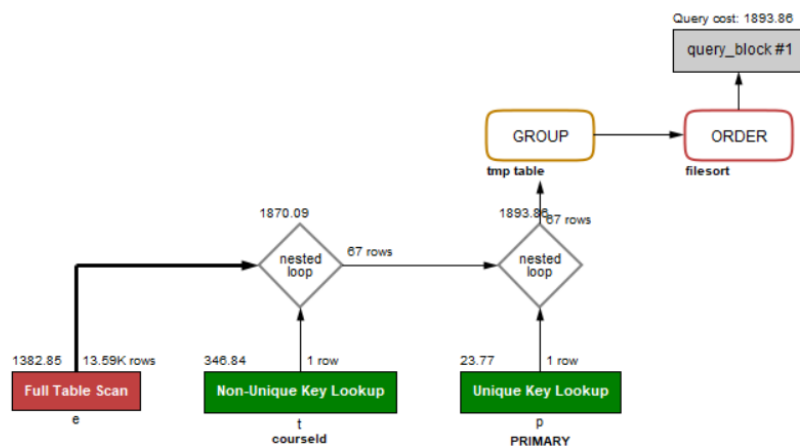 Query cost: 1893.86
query_block #1
GROUP
ORDER
tmp table
filesort
1870.09
1893.86
67 rows
67 rows
nested
loop
nested
loop
1382.85
13.59K rows
346.84
1 row
23.77
1 row
Full Table Scan
Non-Unique Key Lookup
Unique Key Lookup
e
t
p
courseId
PRIMARY